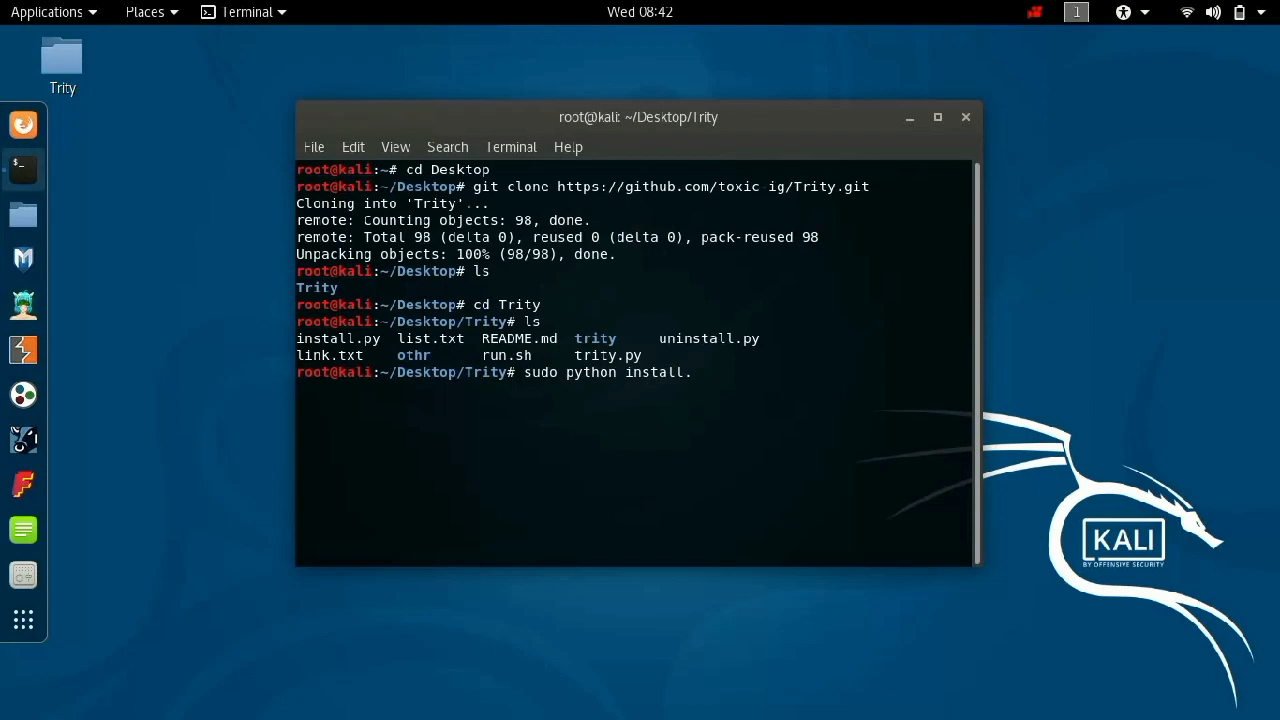 Applications Places Terminal Wed 08:42 1
Trity
root@kali: ~/Desktop/Trity
File Edit View Search Terminal Help
root@kali:~# cd Desktop
root@kali:~/Desktop# git clone https://github.com/toxic-ig/Trity.git
Cloning into 'Trity'...
remote: Counting objects: 98, done.
remote: Total 98 (delta 0), reused 0 (delta 0), pack-reused 98
Unpacking objects: 100% (98/98), done.
root@kali:~/Desktop# ls
Trity
root@kali:~/Desktop# cd Trity
root@kali:~/Desktop/Trity# ls
install.py list.txt README.md trity uninstall.py
link.txt othr run.sh trity.py
root@kali:~/Desktop/Trity# sudo python install.
KALI
BY OFFENSIVE SECURITY